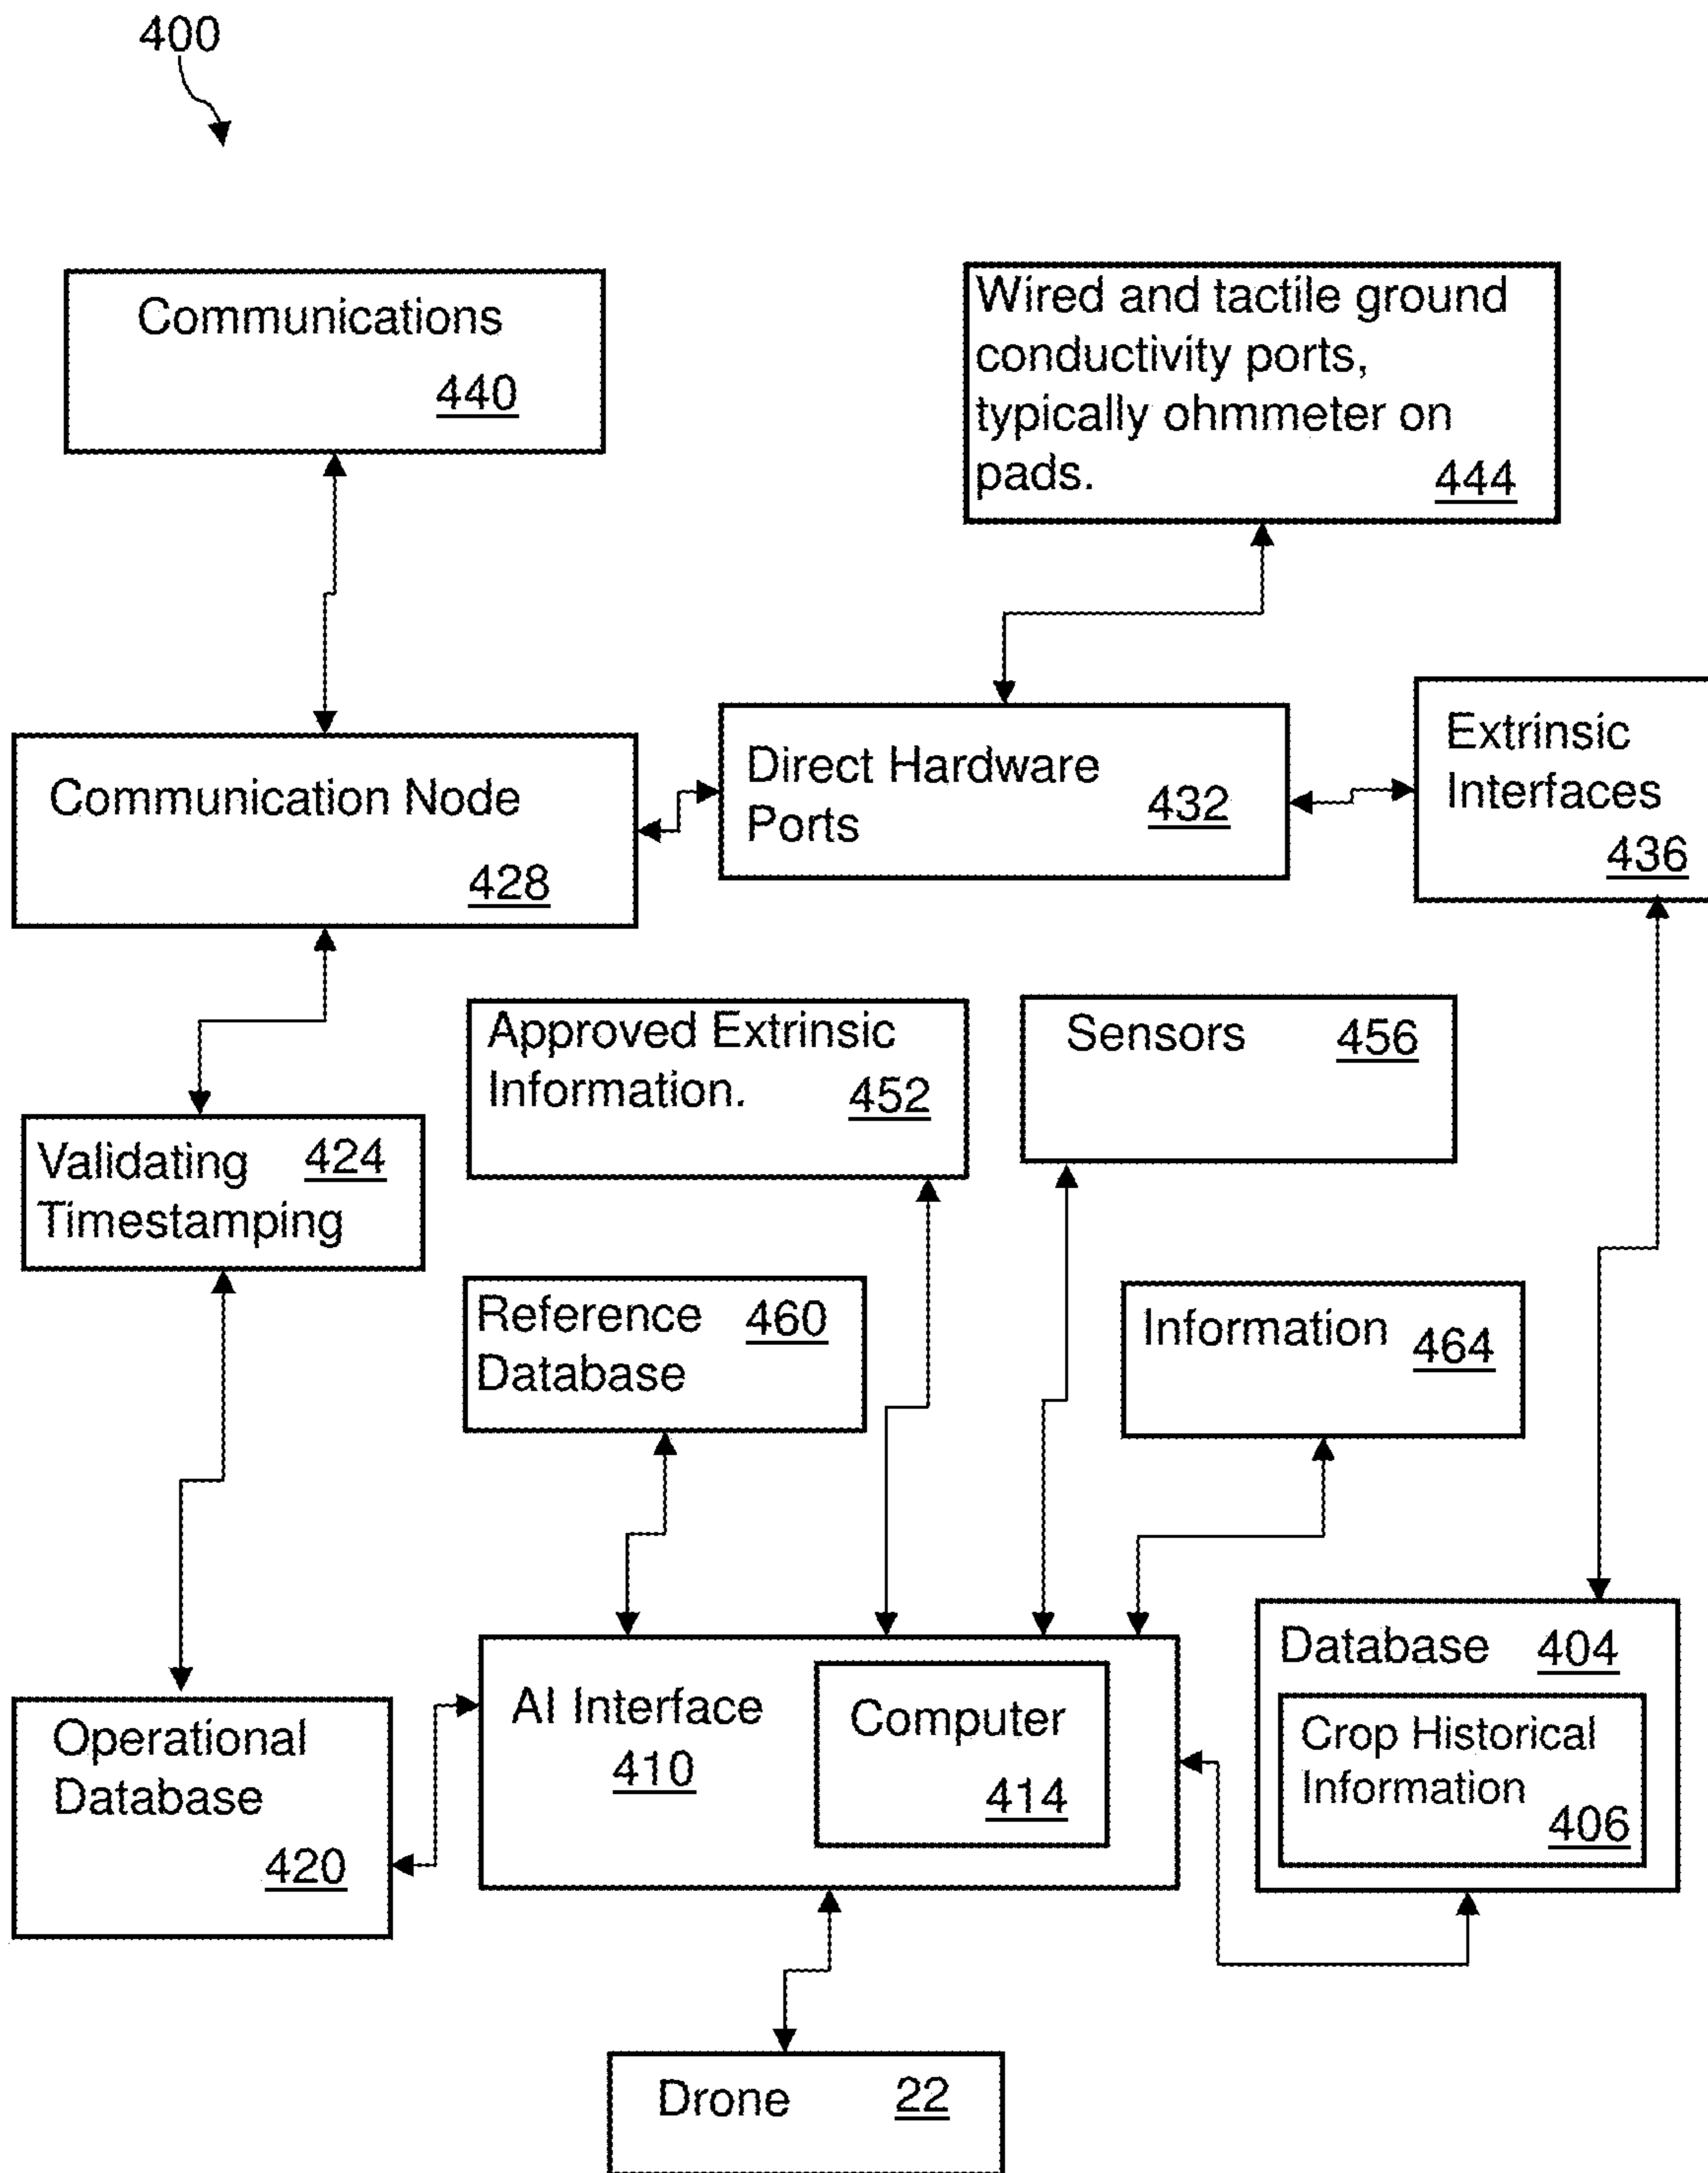 400
Communications
440
Wired and tactile ground
conductivity ports,
typically ohmmeter on
pads.
444
Communication Node
428
Direct Hardware
Ports
432
Extrinsic
Interfaces
436
Approved Extrinsic
Information.
452
Sensors 456
Validating 424
Timestamping
Reference 460
Database
Information 464
Operational
Database
420
AI Interface
410
Computer
414
Database 404
Crop Historical
Information
406
Drone 22